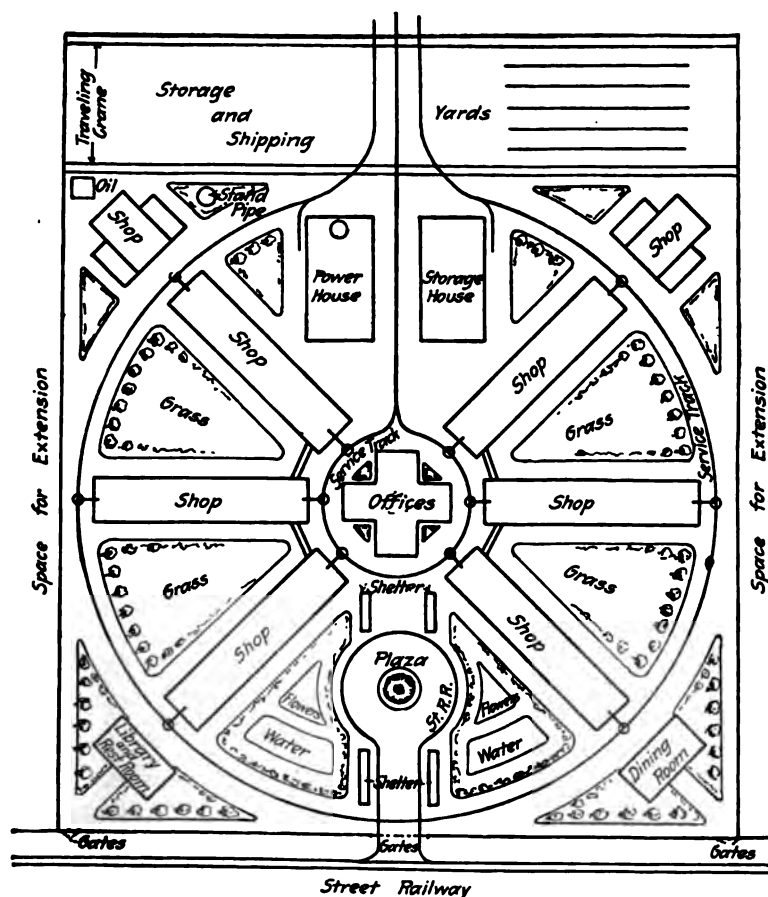 Traveling
Crane
Storage
and
Shipping
Yards
Oil
Stand
Pipe
Shop
Shop
Power
House
Storage
House
Shop
Shop
Grass
Grass
Service Track
Service Track
Space for Extension
Space for Extension
Shop
Offices
Shop
Grass
Grass
Shelter
Shop
Shop
Plaza
St. R.R.
Flowers
Flowers
Water
Water
Library
and
Rest Room
Dining
Room
Shelter
Gates
Gates
Gates
Street Railway